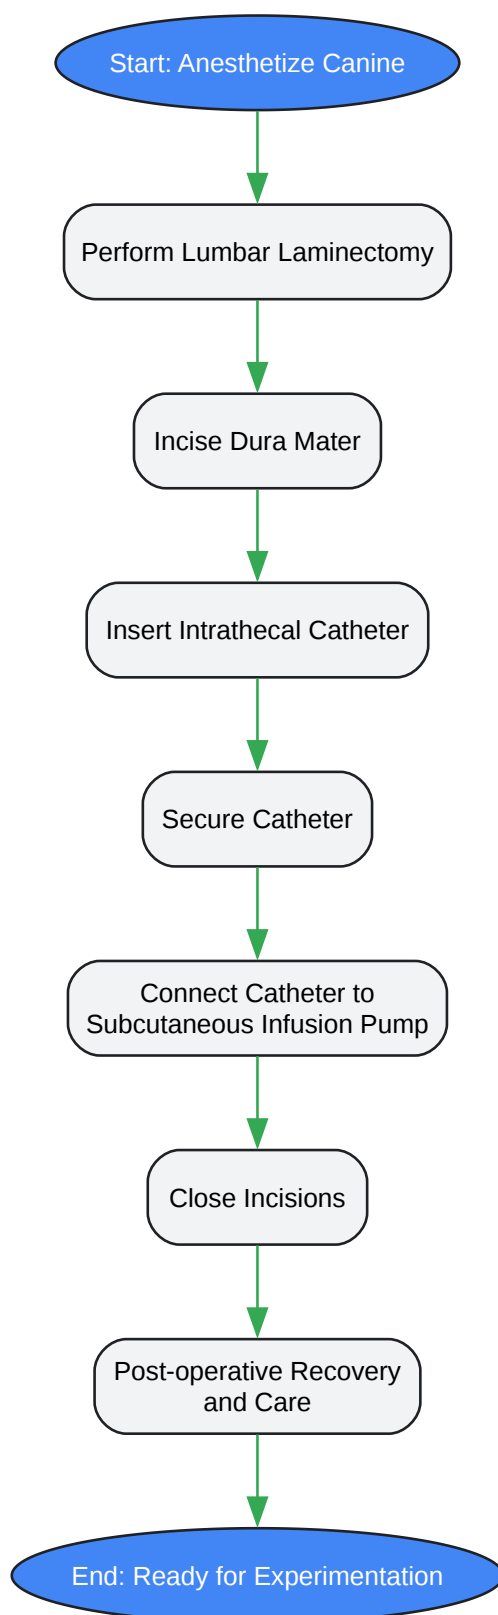 Start: Anesthetize Canine
Perform Lumbar Laminectomy
Incise Dura Mater
Insert Intrathecal Catheter
Secure Catheter
Connect Catheter to
Subcutaneous Infusion Pump
Close Incisions
Post-operative Recovery
and Care
End: Ready for Experimentation